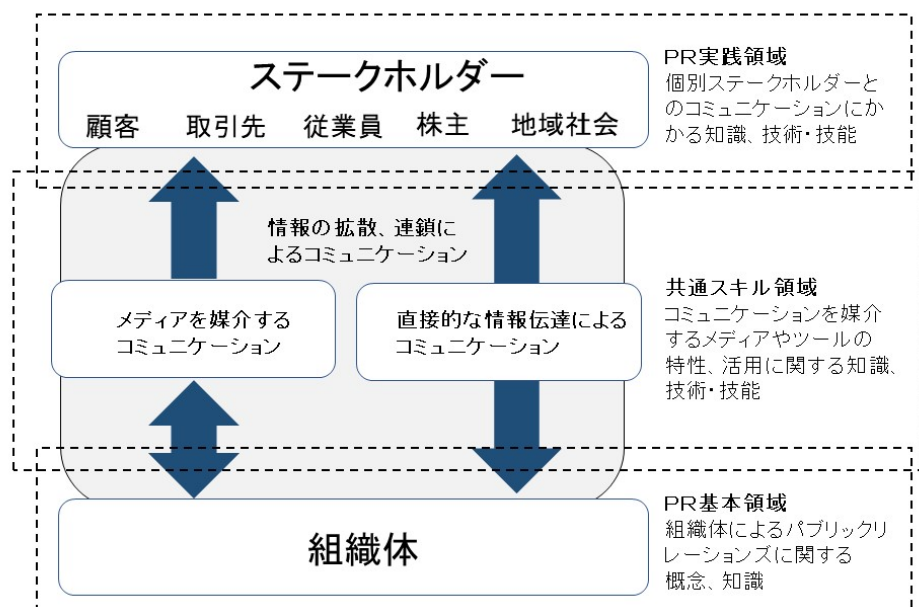 ステークホルダー
顧客 取引先 従業員 株主 地域社会
PR実践領域
個別ステークホルダーと
のコミュニケーションにか
かる知識、技術・技能
情報の拡散、連鎖に
よるコミュニケーション
メディアを媒介する
コミュニケーション
直接的な情報伝達による
コミュニケーション
共通スキル領域
コミュニケーションを媒介
するメディアやツールの
特性、活用に関する知識、
技術・技能
組織体
PR基本領域
組織体によるパブリックリ
レーションズに関する
概念、知識